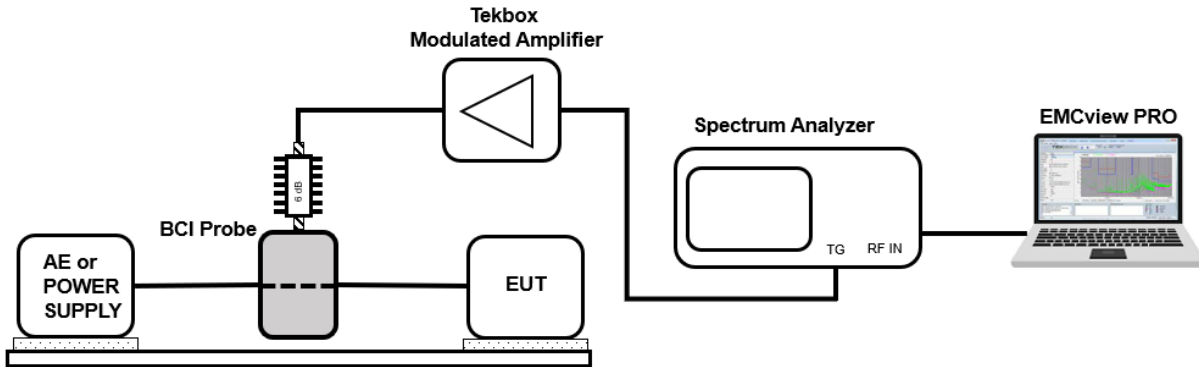 Tekbox
Modulated Amplifier
EMCview PRO
Spectrum Analyzer
6 dB
BCI Probe
TG
RF IN
AE or
POWER
SUPPLY
EUT